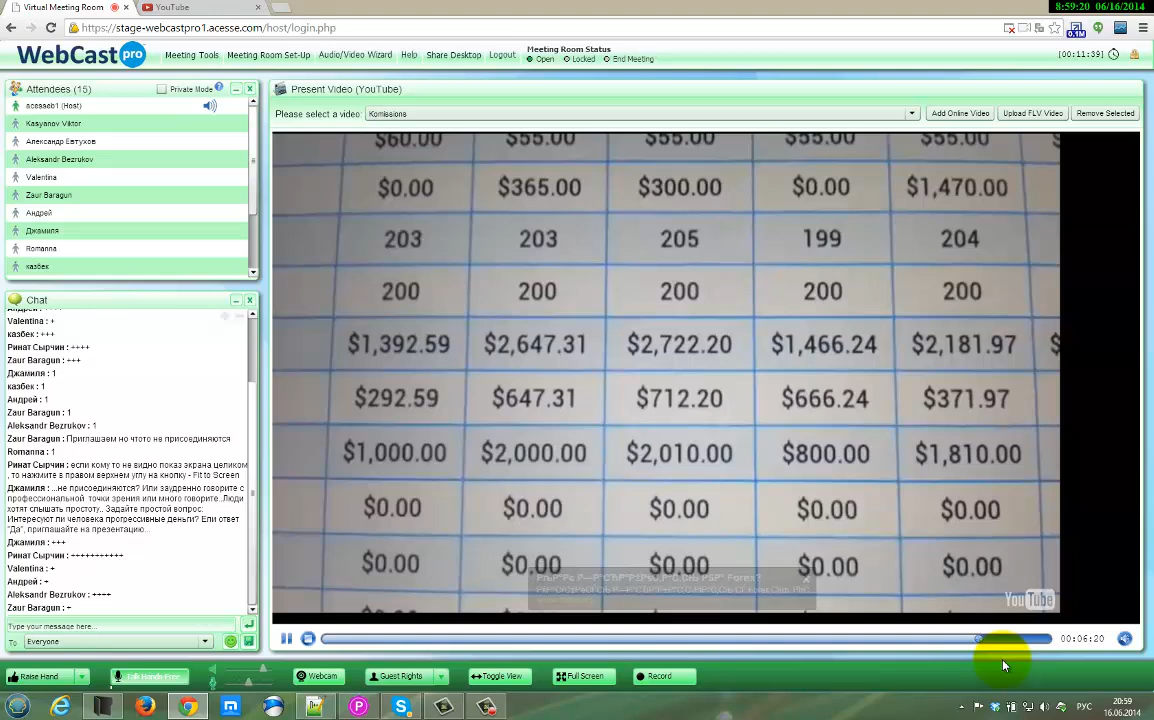 8:59:20 06/16/2014
Virtual Meeting Room
YouTube
https://stage-webcastpro1.acesse.com/host/login.php
0.1M
WebCast pro
Meeting Tools Meeting Room Set-Up Audio/Video Wizard Help Share Desktop Logout
Meeting Room Status
Open Locked End Meeting
[00:11:39]
Attendees (15)
Private Mode
acesseb1 (Host)
Kasyanov Viktor
Александр Евтухов
Aleksandr Bezrukov
Valentina
Zaur Baragun
Андрей
Джамиля
Romanna
казбек
Chat
Андрей : +++
Valentina : +
казбек : +++
Ринат Сырчин : ++++
Zaur Baragun : +++
Джамиля : 1
казбек : 1
Андрей : 1
Zaur Baragun : 1
Aleksandr Bezrukov : 1
Zaur Baragun : Приглашаем но чтото не присоединяются
Romanna : 1
Ринат Сырчин : если кому то не видно показ экрана целиком
, то нажмите в правом верхнем углу на кнопку - Fit to Screen
Джамиля : ...не присоединяются? Или заудренно говорите с
профессиональной точки зрения или много говорите..Люди
хотят слышать простоту.. Задайте простой вопрос:
Интересуют ли человека прогрессивные деньги? Ели ответ
"Да", приглашайте на презентацию...
Джамиля : +++
Ринат Сырчин : +++++++++++
Valentina : +
Андрей : +
Aleksandr Bezrukov : ++++
Zaur Baragun : +
Type your message here...
To Everyone
Present Video (YouTube)
Please select a video: Komissions
Add Online Video Upload FLV Video Remove Selected
$60.00 $55.00 $55.00 $55.00 $55.00
$0.00 $365.00 $300.00 $0.00 $1,470.00
203 203 205 199 204
200 200 200 200 200
$1,392.59 $2,647.31 $2,722.20 $1,466.24 $2,181.97 $
$292.59 $647.31 $712.20 $666.24 $371.97
$1,000.00 $2,000.00 $2,010.00 $800.00 $1,810.00
$0.00 $0.00 $0.00 $0.00 $0.00
$0.00 $0.00 $0.00 $0.00 $0.00
Forex?
YouTube
00:06:20
Raise Hand Talk Hands-Free Webcam Guest Rights Toggle View Full Screen Record
РУС
20:59
16.06.2014